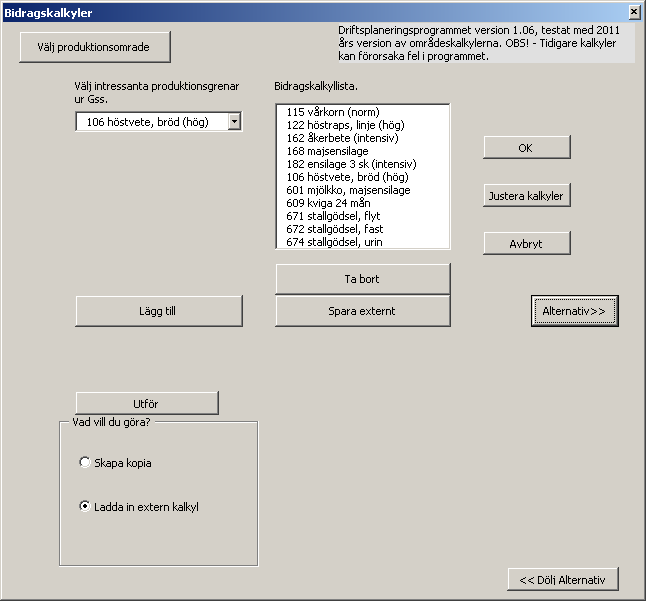 Bidragskalkyler
Välj produktionsomrade
Driftsplaneringsprogrammet version 1.06, testat med 2011
års version av områdeskalkylerna. OBS! - Tidigare kalkyler
kan förorsaka fel i programmet.
Välj intressanta produktionsgrenar
ur Gss.
106 höstvete, bröd (hög)
Bidragskalkyllista.
115 vårkorn (norm)
122 höstraps, linje (hög)
162 åkerbete (intensiv)
168 majsensilage
182 ensilage 3 sk (intensiv)
106 höstvete, bröd (hög)
601 mjölkko, majsensilage
609 kviga 24 mån
671 stallgödsel, flyt
672 stallgödsel, fast
674 stallgödsel, urin
OK
Justera kalkyler
Avbryt
Ta bort
Lägg till
Spara externt
Alternativ>>
Utför
Vad vill du göra?
Skapa kopia
Ladda in extern kalkyl
<< Dölj Alternativ